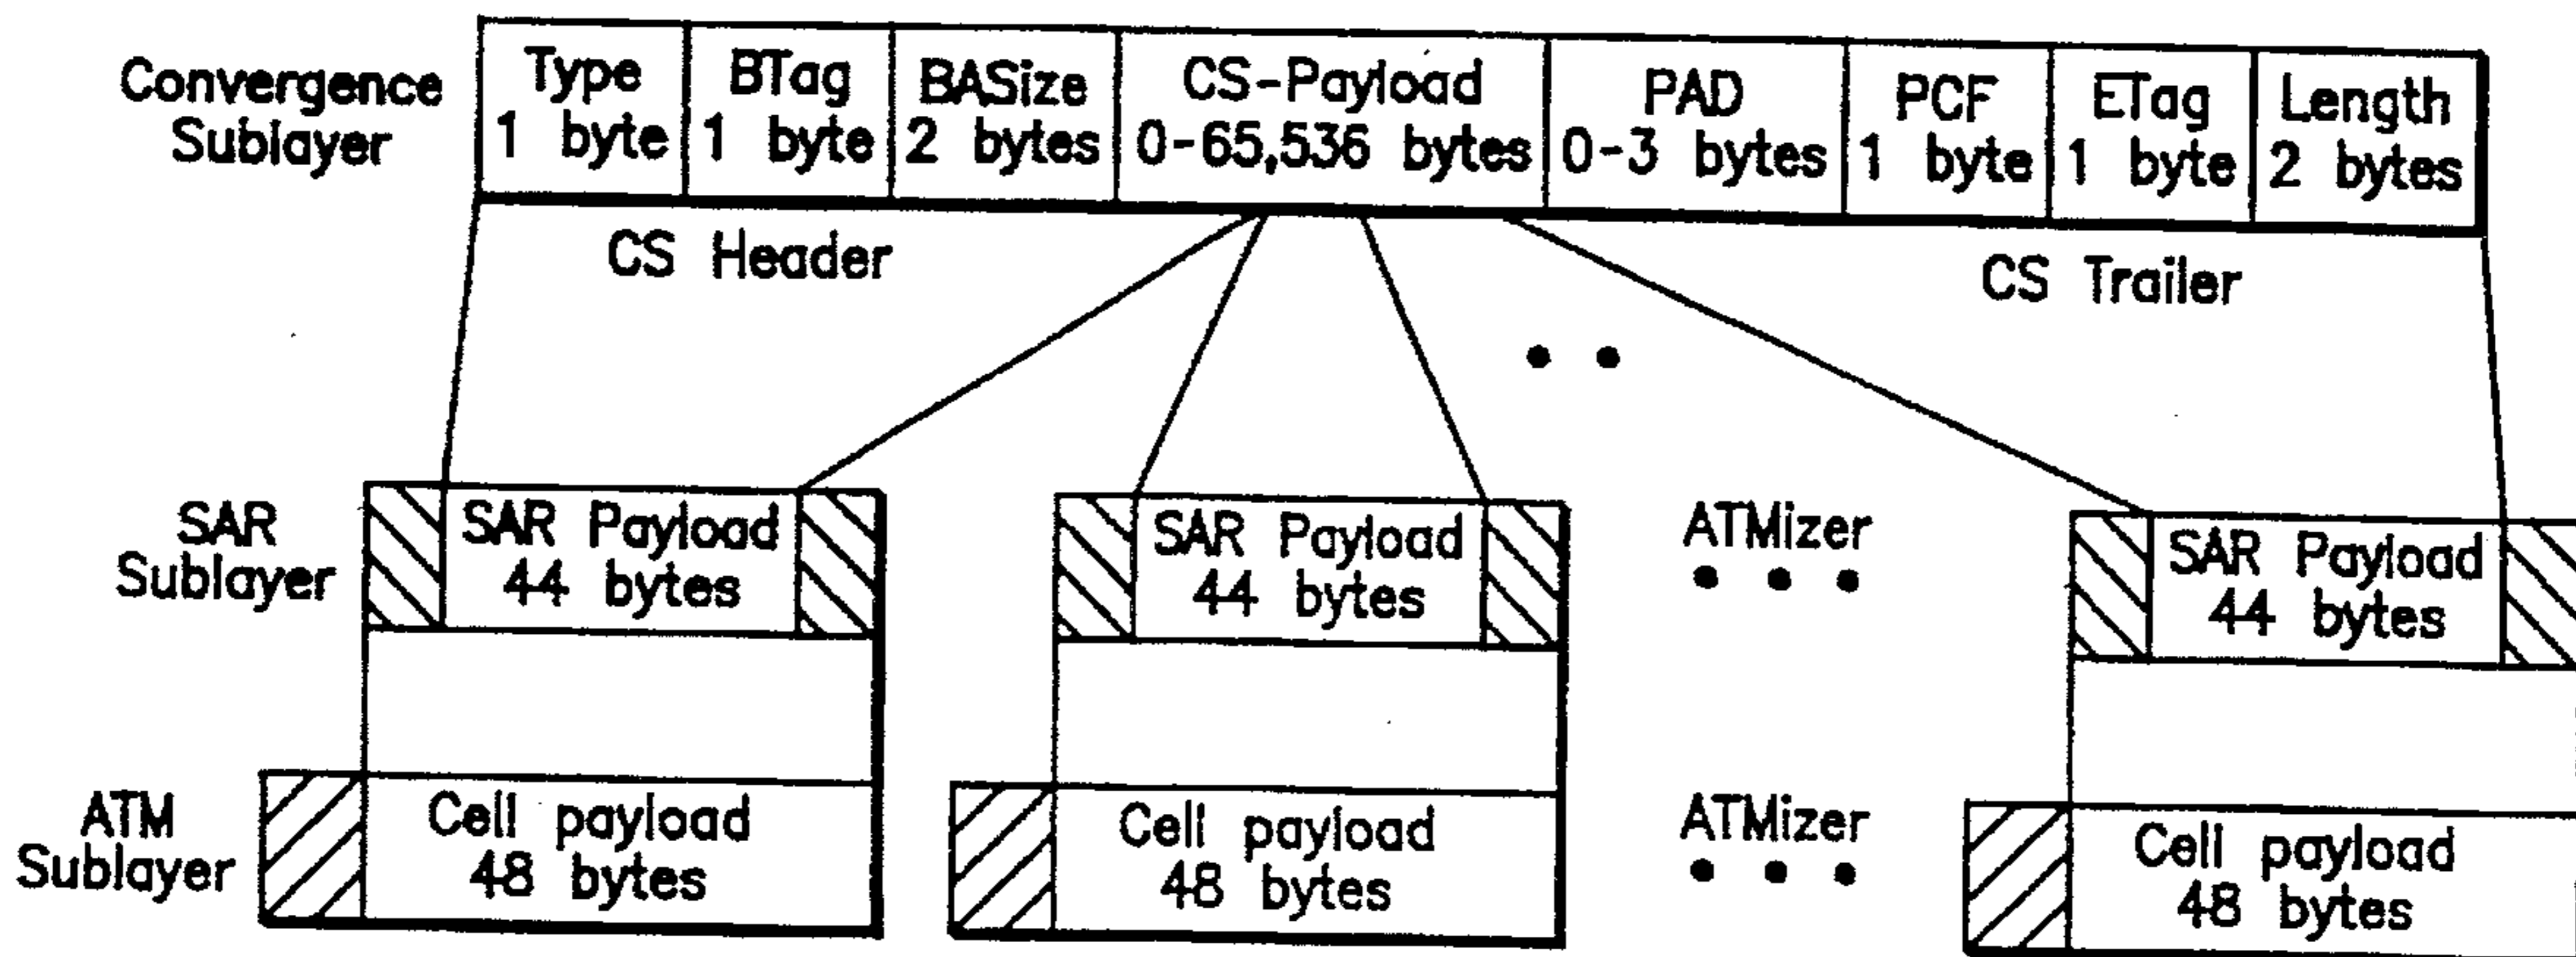 Convergence
Sublayer
Type
1 byte
BTag
1 byte
BASize
2 bytes
CS-Payload
0-65,536 bytes
PAD
0-3 bytes
PCF
1 byte
ETag
1 byte
Length
2 bytes
CS Header
CS Trailer
SAR
Sublayer
SAR Payload
44 bytes
SAR Payload
44 bytes
ATMizer
SAR Payload
44 bytes
ATM
Sublayer
Cell payload
48 bytes
Cell payload
48 bytes
ATMizer
Cell payload
48 bytes